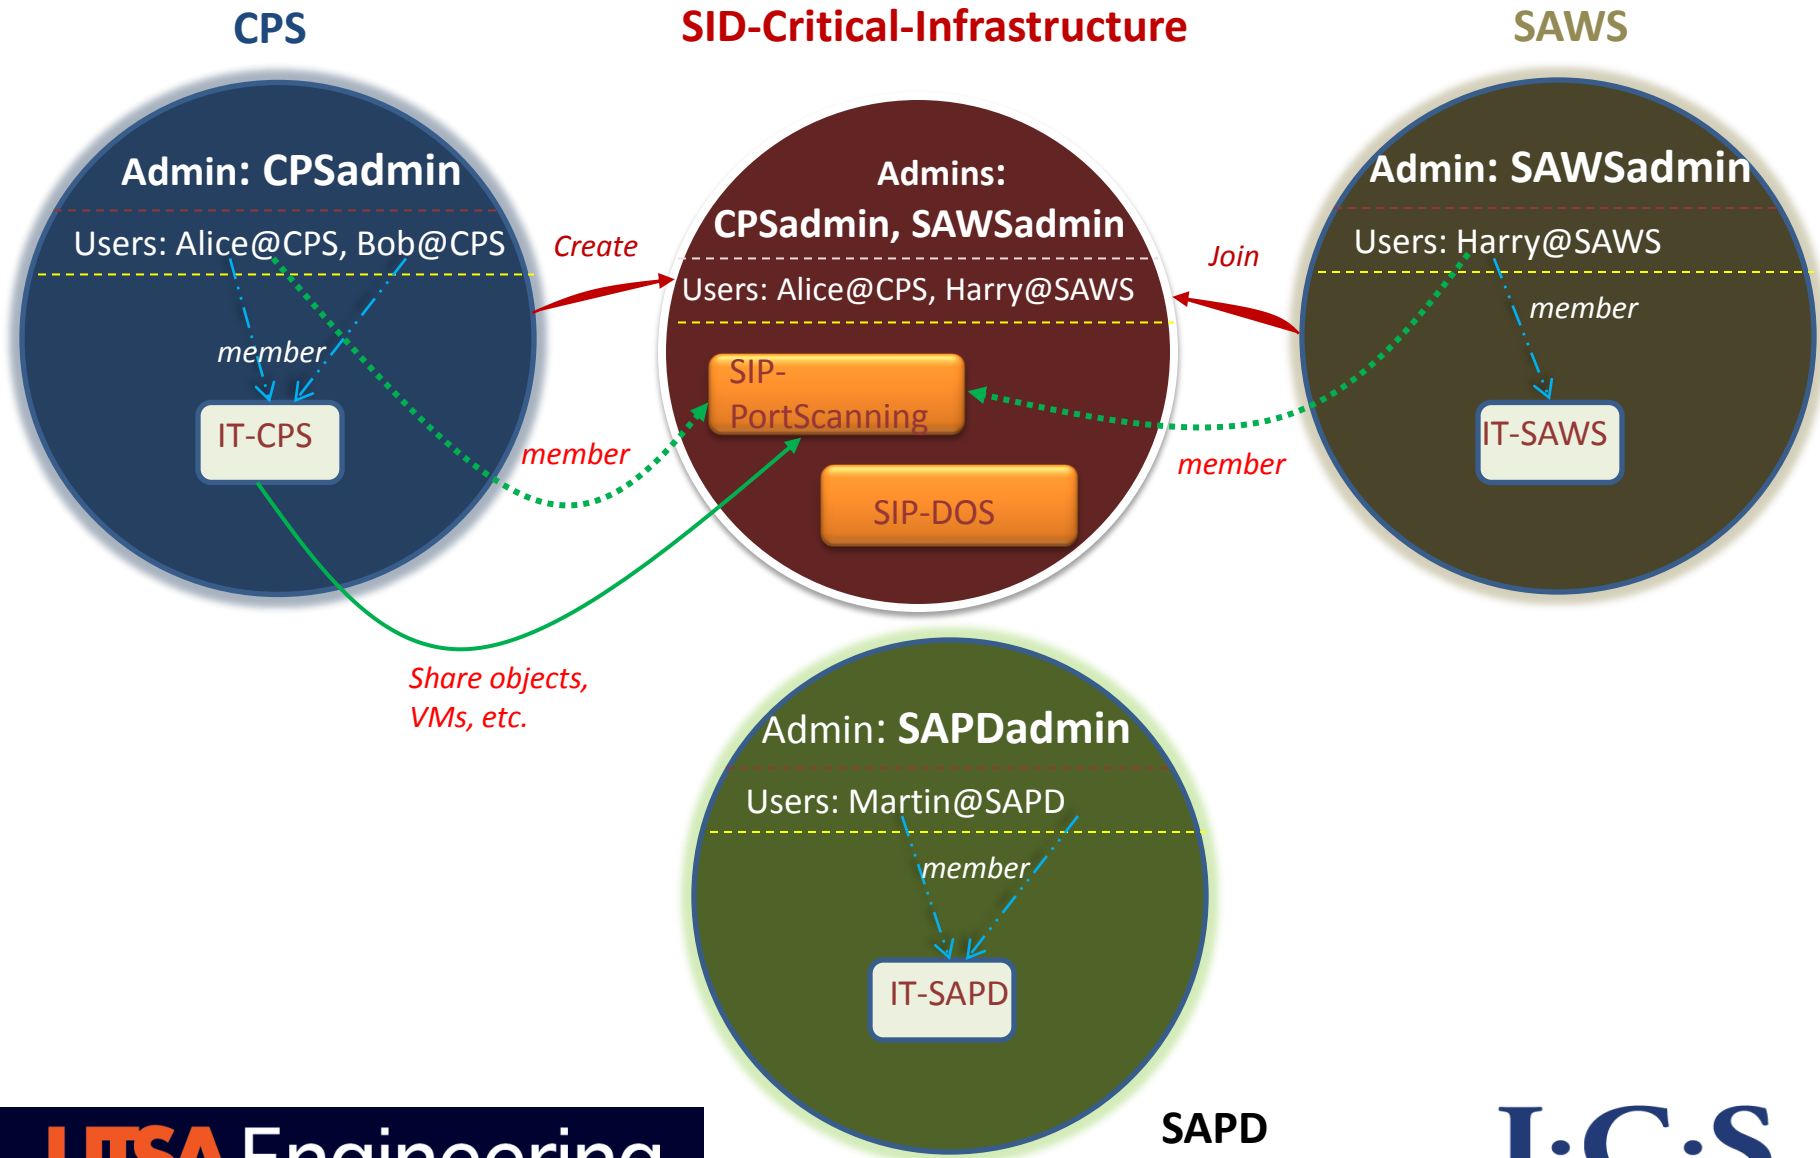 CPS
SID-Critical-Infrastructure
SAWS
Admin: CPSadmin
Users: Alice@CPS, Bob@CPS
member
IT-CPS
Create
member
Share objects,
VMs, etc.
Admins:
CPSadmin, SAWSadmin
Users: Alice@CPS, Harry@SAWS
SIP-
PortScanning
SIP-DOS
Join
member
Admin: SAWSadmin
Users: Harry@SAWS
member
IT-SAWS
Admin: SAPDadmin
Users: Martin@SAPD
member
IT-SAPD
SAPD
UTSA Engineering
I·C·S